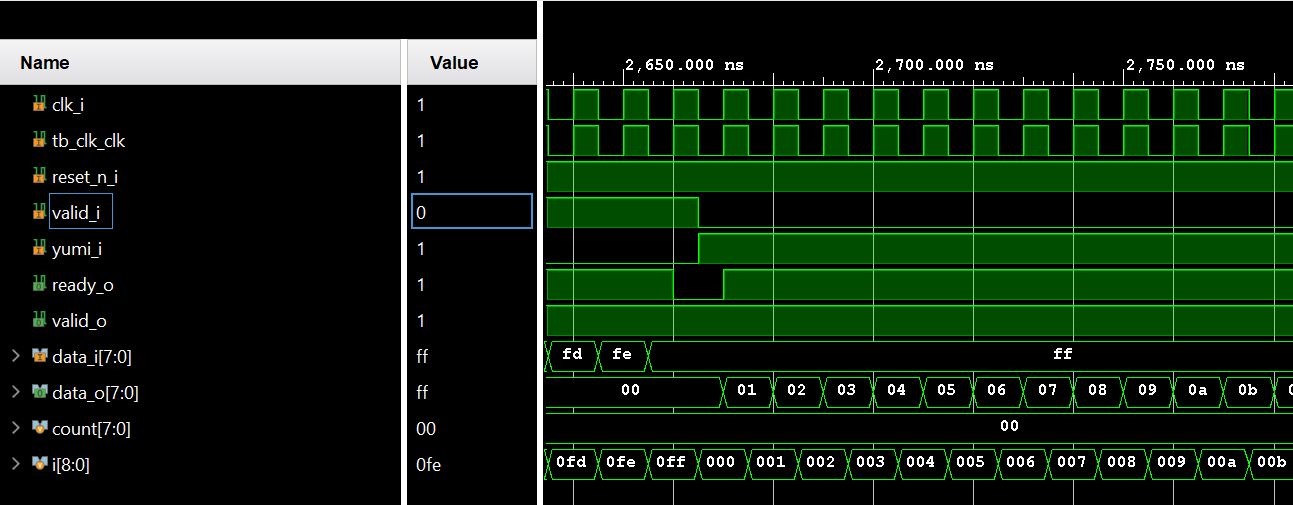 Name Value
2,650.000 ns 2,700.000 ns 2,750.000 ns
clk_i 1
tb_clk_clk 1
reset_n_i 1
valid_i 0
yumi_i 1
ready_o 1
valid_o 1
data_i[7:0] ff fd fe ff
data_o[7:0] ff 00 01 02 03 04 05 06 07 08 09 0a 0b
count[7:0] 00 00
i[8:0] 0fe 0fd 0fe 0ff 000 001 002 003 004 005 006 007 008 009 00a 00b